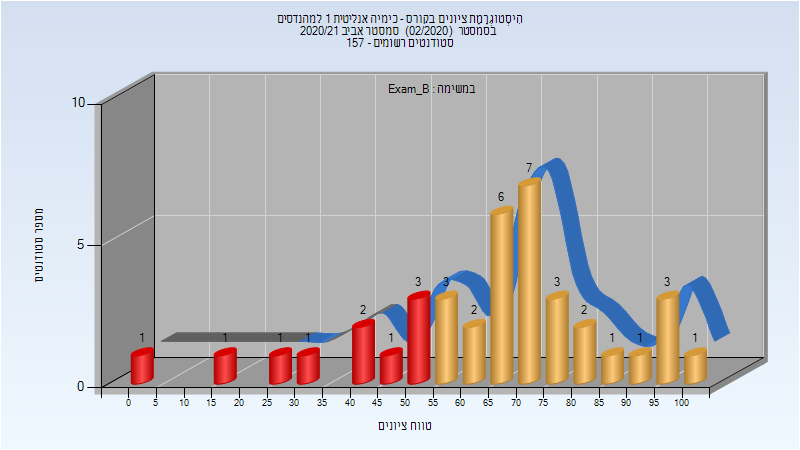 היסטוגרמת ציונים בקורס - כימיה אנליטית 1 למהנדסים
בסמסטר (02/2020) סמסטר אביב 2020/21
סטודנטים רשומים - 157
במשימה : Exam_B
מספר סטודנטים
10
5
0
1
1
1
1
2
1
3
3
2
6
7
3
2
1
1
3
1
0 5 10 15 20 25 30 35 40 45 50 55 60 65 70 75 80 85 90 95 100
טווח ציונים